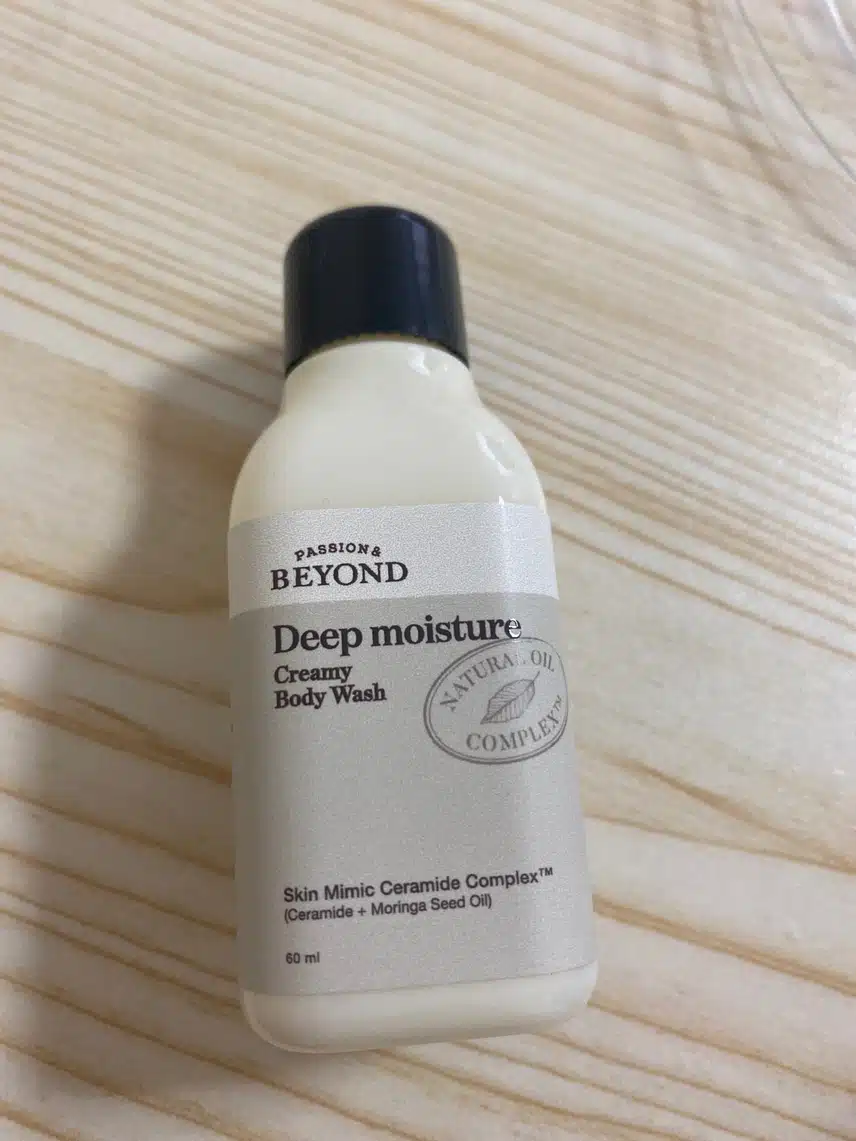 PASSION&
BEYOND
Deep moisture
Creamy
Body Wash
NATURAL OIL
COMPLEX™
Skin Mimic Ceramide Complex™
(Ceramide + Moringa Seed Oil)
60 ml